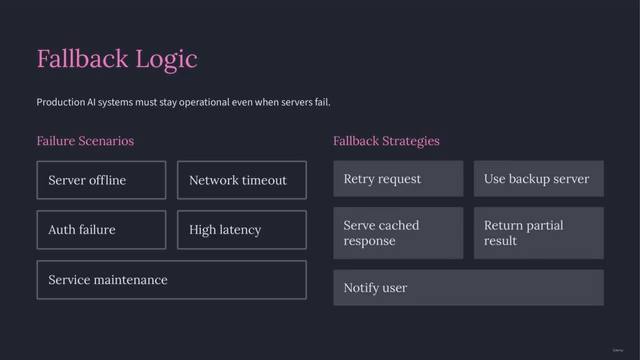 Fallback Logic
Production AI systems must stay operational even when servers fail.
Failure Scenarios
Server offline
Network timeout
Auth failure
High latency
Service maintenance
Fallback Strategies
Retry request
Use backup server
Serve cached
response
Return partial
result
Notify user